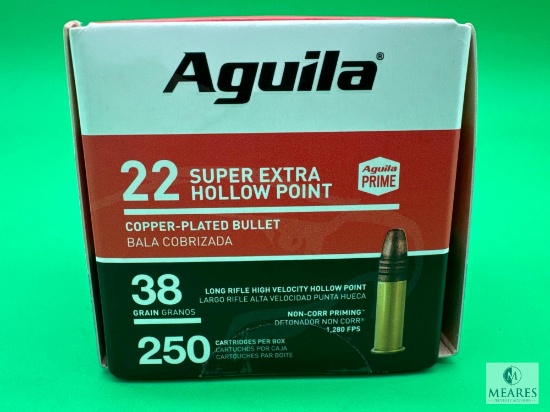 Aguila®
22 SUPER EXTRA
HOLLOW POINT
Aguila
PRIME
COPPER-PLATED BULLET
BALA COBRIZADA
38
GRAIN GRANOS
LONG RIFLE HIGH VELOCITY HOLLOW POINT
LARGO RIFLE ALTA VELOCIDAD PUNTA HUECA
NON-CORR PRIMING™
DETONADOR NON CORR®
1,280 FPS
250
CARTRIDGES PER BOX
CARTUCHOS POR CAJA
CARTOUCHES PAR BOITE
M
MEARES